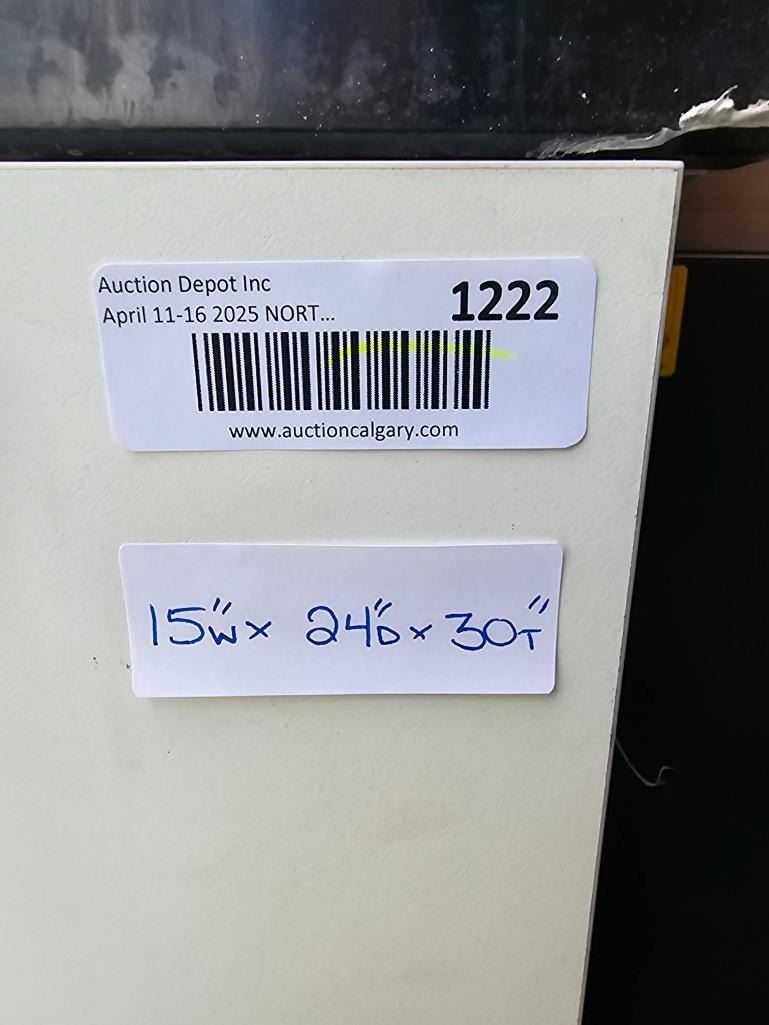 Auction Depot Inc
1222
April 11-16 2025 NORT...
www.auctioncalgary.com
15"W x 24"D x 30"T